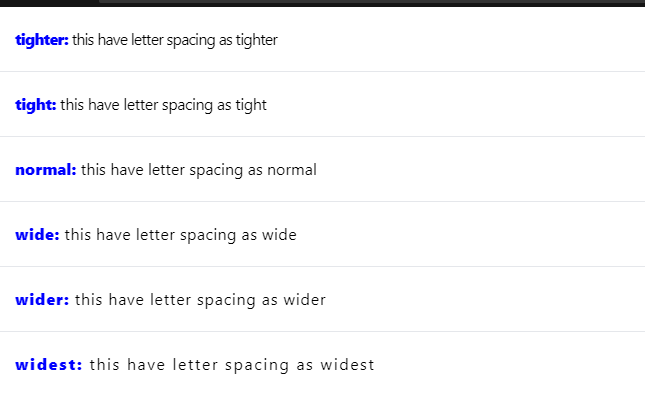 tighter: this have letter spacing as tighter
tight: this have letter spacing as tight
normal: this have letter spacing as normal
wide: this have letter spacing as wide
wider: this have letter spacing as wider
widest: this have letter spacing as widest